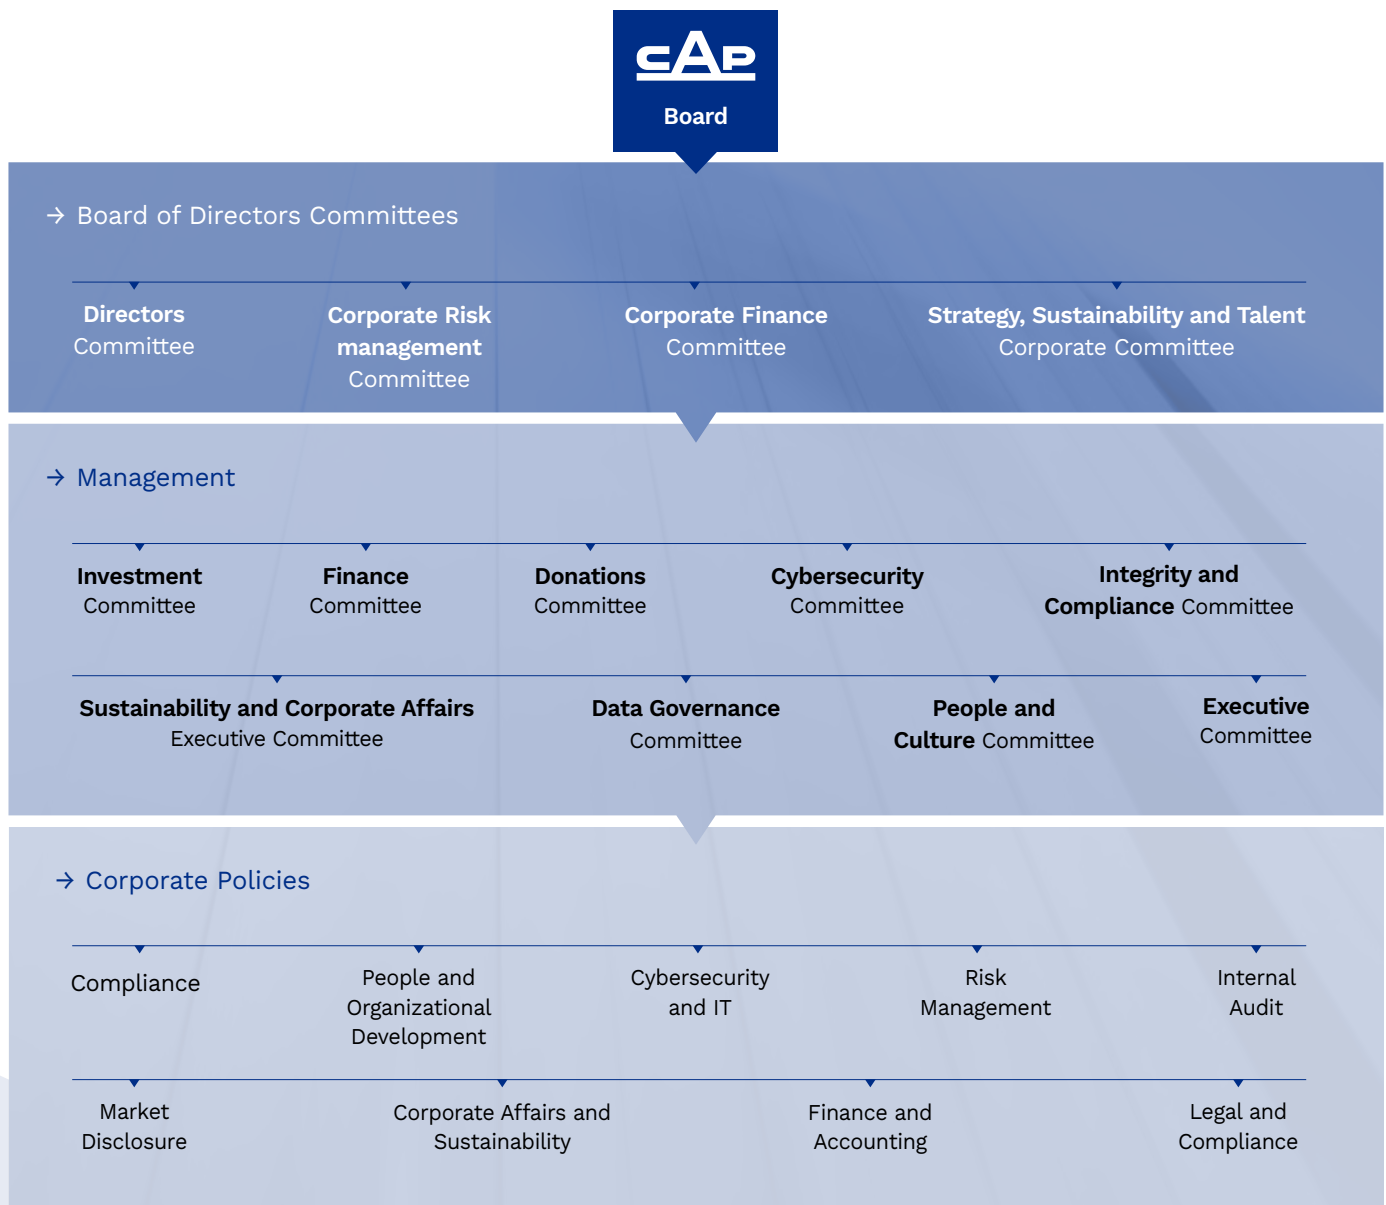 CAP
Board
→ Board of Directors Committees
Directors
Committee
Corporate Risk
management
Committee
Corporate Finance
Committee
Strategy, Sustainability and Talent
Corporate Committee
→ Management
Investment
Committee
Finance
Committee
Donations
Committee
Cybersecurity
Committee
Integrity and
Compliance Committee
Sustainability and Corporate Affairs
Executive Committee
Data Governance
Committee
People and
Culture Committee
Executive
Committee
→ Corporate Policies
Compliance
People and
Organizational
Development
Cybersecurity
and IT
Risk
Management
Internal
Audit
Market
Disclosure
Corporate Affairs and
Sustainability
Finance and
Accounting
Legal and
Compliance